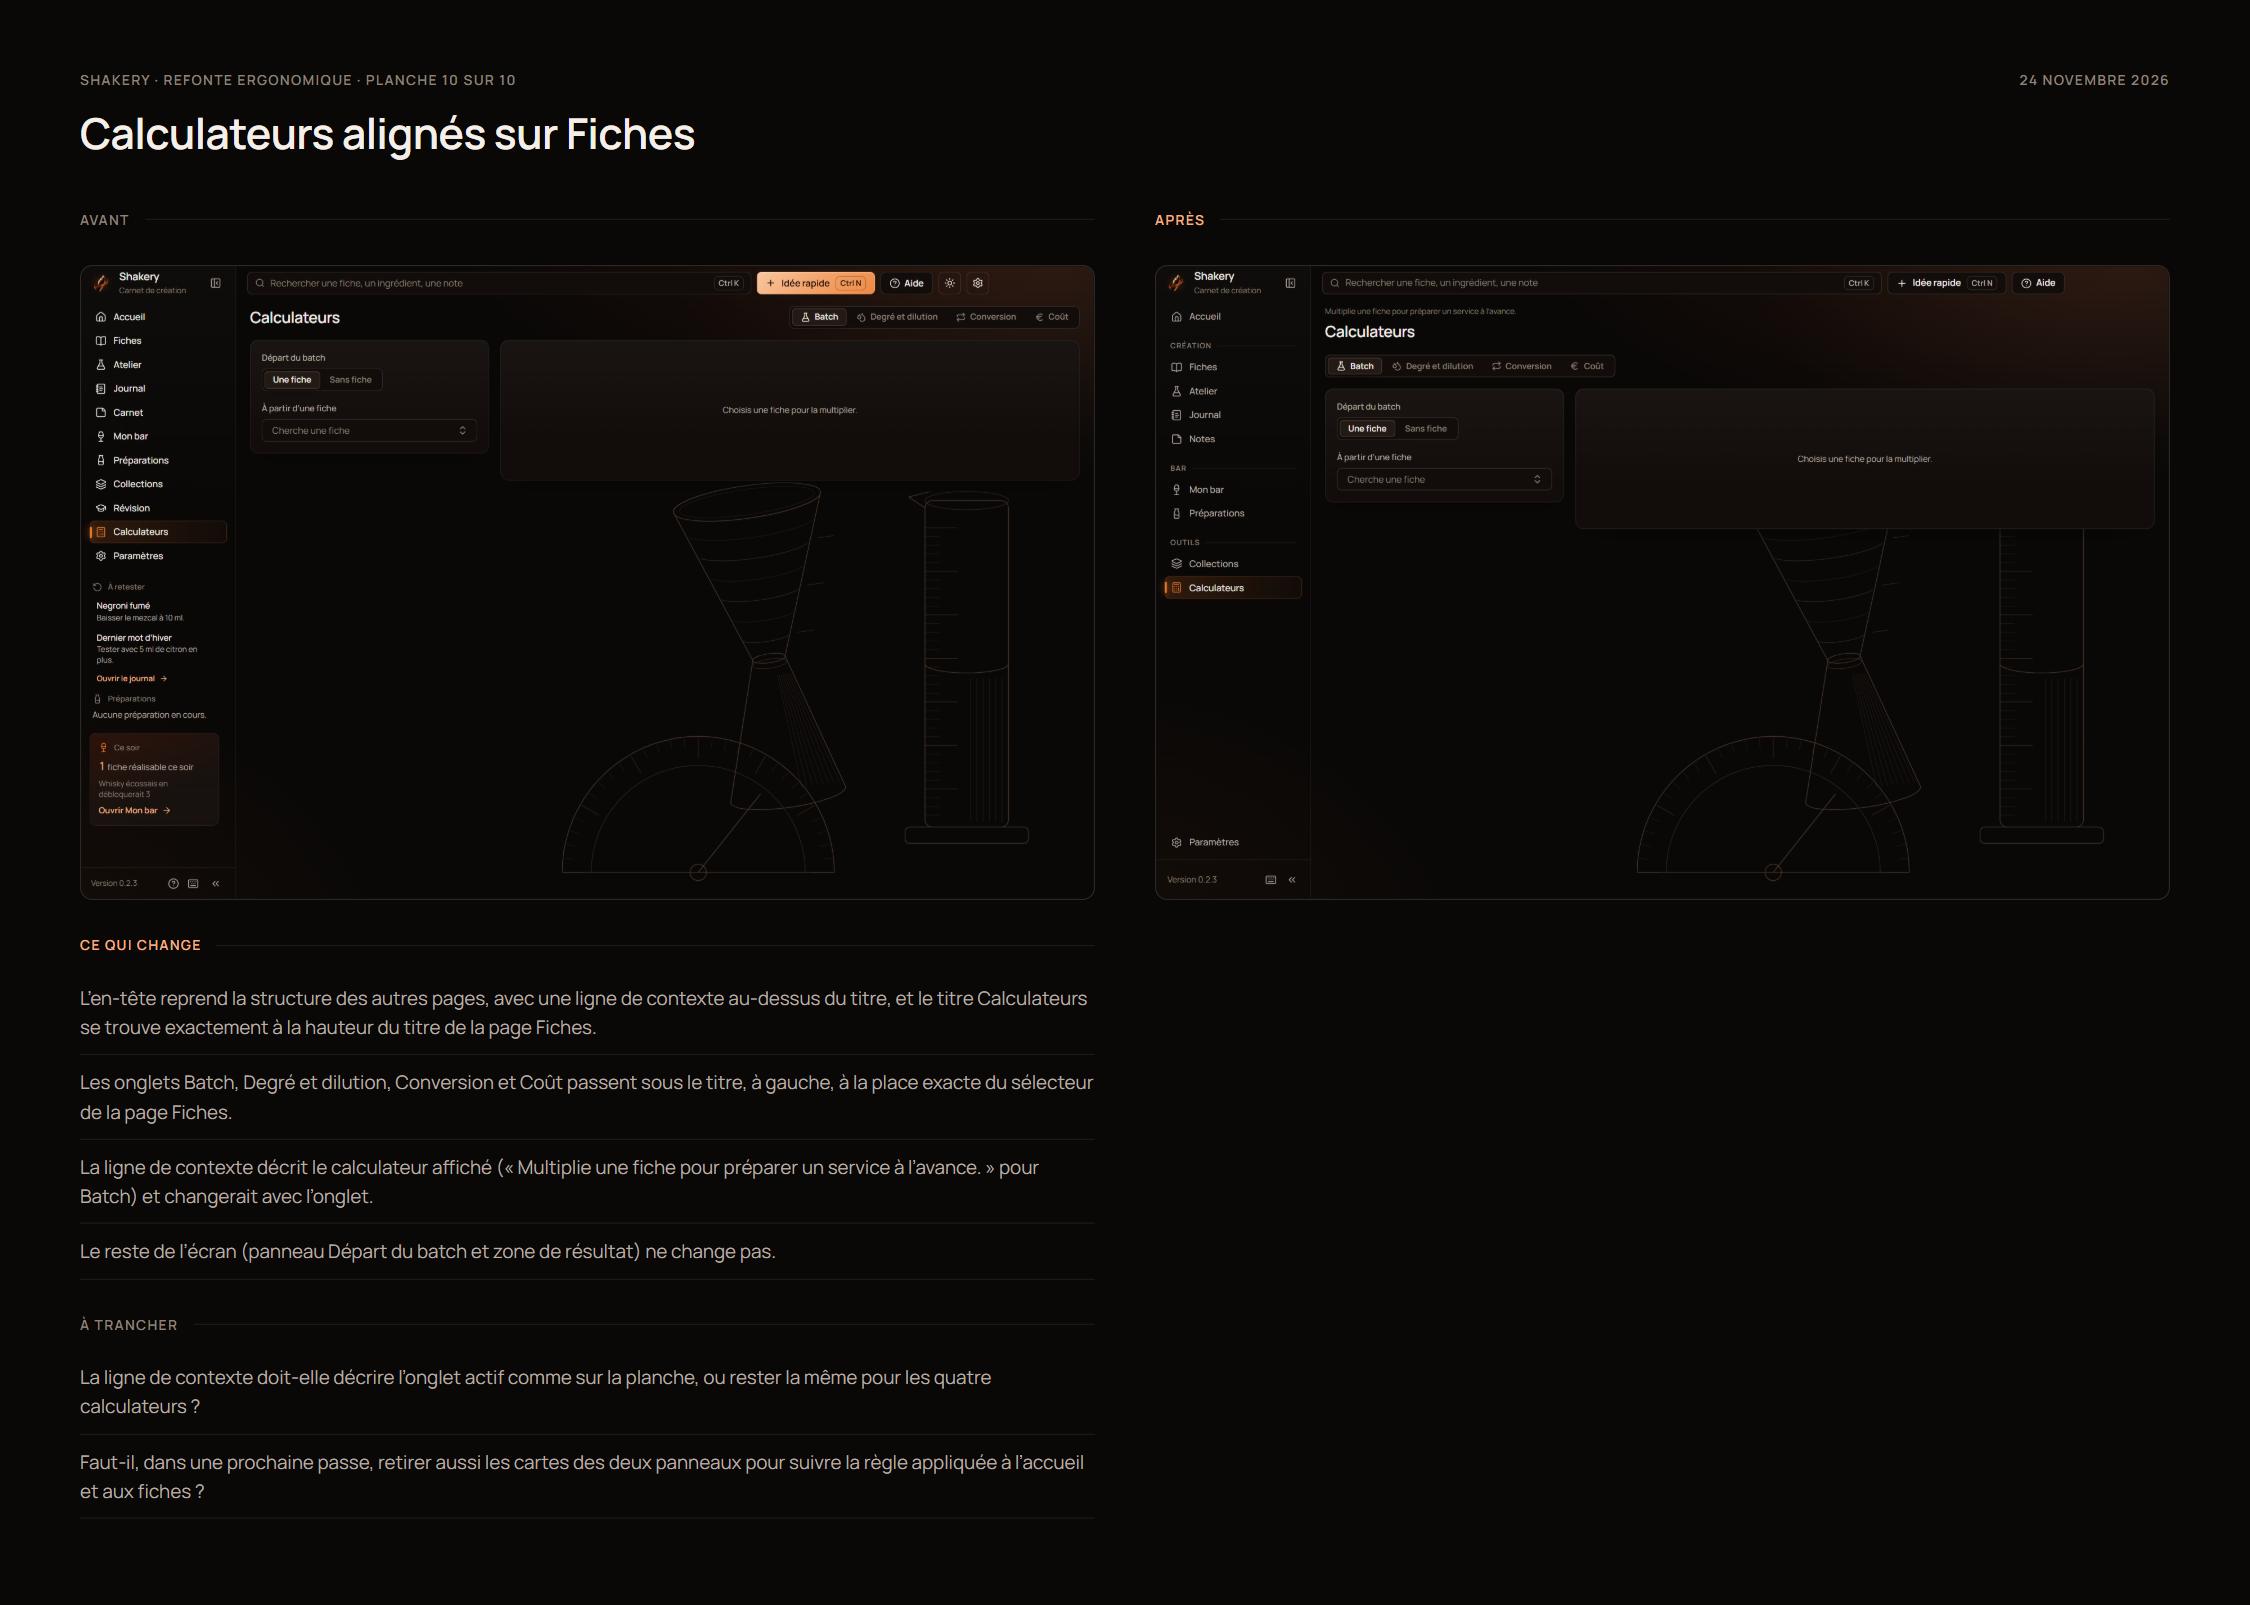 SHAKERY · REFONTE ERGONOMIQUE · PLANCHE 10 SUR 10
24 NOVEMBRE 2026
Calculateurs alignés sur Fiches
AVANT
Shakery
Carnet de création
Rechercher une fiche, un ingrédient, une note
Ctrl K
Idée rapide
Ctrl N
Aide
Accueil
Fiches
Atelier
Journal
Carnet
Mon bar
Préparations
Collections
Révision
Calculateurs
Paramètres
À retester
Negroni fumé
Baisser le mezcal à 10 ml.
Dernier mot d'hiver
Tester avec 5 ml de citron en
plus.
Ouvrir le journal →
Préparations
Aucune préparation en cours.
Ce soir
1 fiche réalisable ce soir
Whisky écossais en
débloquerait 3
Ouvrir Mon bar →
Version 0.2.3
Calculateurs
Batch
Degré et dilution
Conversion
€ Coût
Départ du batch
Une fiche
Sans fiche
À partir d'une fiche
Cherche une fiche
Choisis une fiche pour la multiplier.
APRÈS
Shakery
Carnet de création
Rechercher une fiche, un ingrédient, une note
Ctrl K
Idée rapide
Ctrl N
Aide
Accueil
CRÉATION
Fiches
Atelier
Journal
Notes
BAR
Mon bar
Préparations
OUTILS
Collections
Calculateurs
Paramètres
Version 0.2.3
Multiplie une fiche pour préparer un service à l'avance.
Calculateurs
Batch
Degré et dilution
Conversion
€ Coût
Départ du batch
Une fiche
Sans fiche
À partir d'une fiche
Cherche une fiche
Choisis une fiche pour la multiplier.
CE QUI CHANGE
L'en-tête reprend la structure des autres pages, avec une ligne de contexte au-dessus du titre, et le titre Calculateurs
se trouve exactement à la hauteur du titre de la page Fiches.
Les onglets Batch, Degré et dilution, Conversion et Coût passent sous le titre, à gauche, à la place exacte du sélecteur
de la page Fiches.
La ligne de contexte décrit le calculateur affiché (« Multiplie une fiche pour préparer un service à l'avance. » pour
Batch) et changerait avec l'onglet.
Le reste de l'écran (panneau Départ du batch et zone de résultat) ne change pas.
À TRANCHER
La ligne de contexte doit-elle décrire l'onglet actif comme sur la planche, ou rester la même pour les quatre
calculateurs ?
Faut-il, dans une prochaine passe, retirer aussi les cartes des deux panneaux pour suivre la règle appliquée à l'accueil
et aux fiches ?